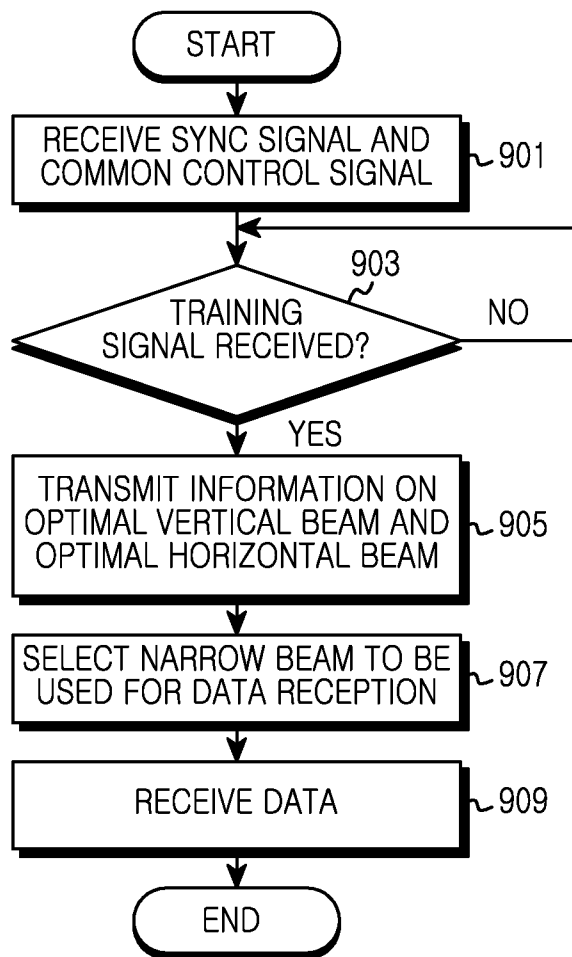 START
RECEIVE SYNC SIGNAL AND
COMMON CONTROL SIGNAL
901
903
TRAINING
SIGNAL RECEIVED?
NO
YES
TRANSMIT INFORMATION ON
OPTIMAL VERTICAL BEAM AND
OPTIMAL HORIZONTAL BEAM
905
SELECT NARROW BEAM TO BE
USED FOR DATA RECEPTION
907
RECEIVE DATA
909
END